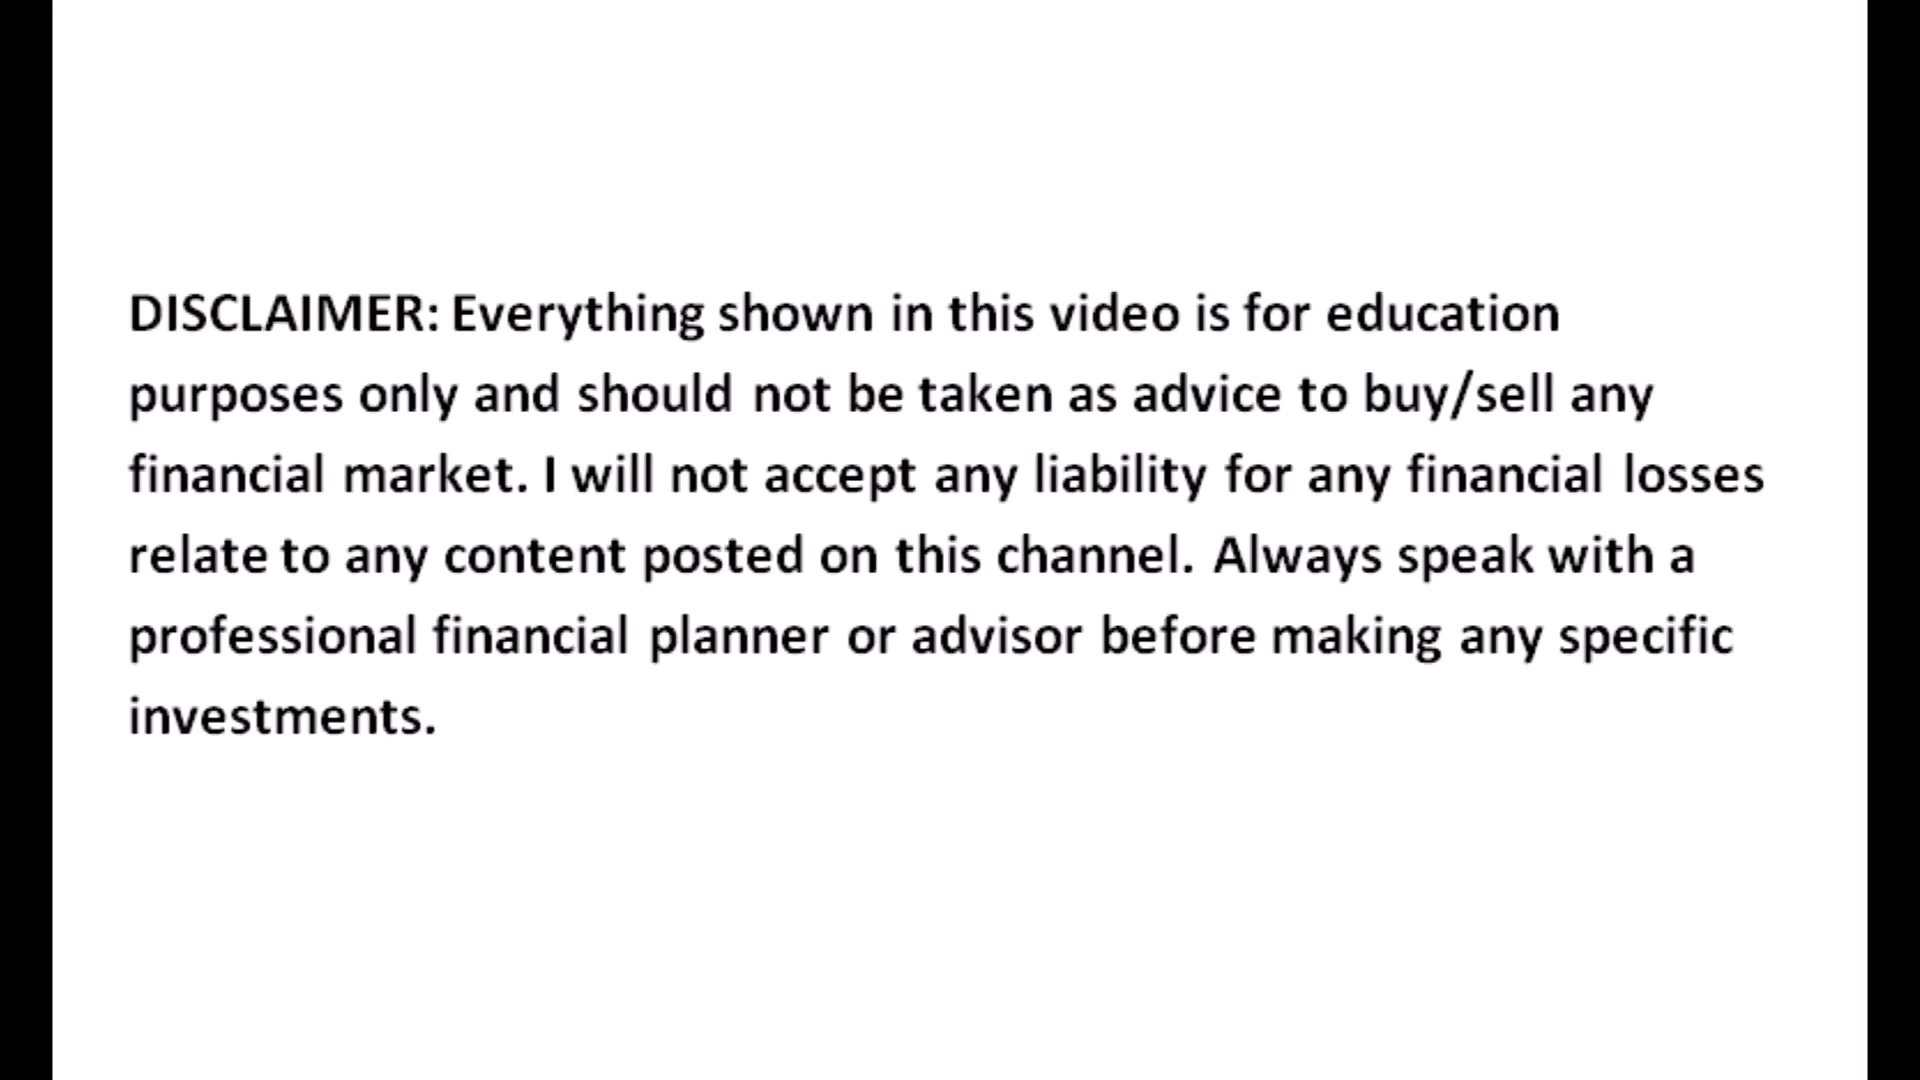 DISCLAIMER: Everything shown in this video is for education
purposes only and should not be taken as advice to buy/sell any
financial market. I will not accept any liability for any financial losses
relate to any content posted on this channel. Always speak with a
professional financial planner or advisor before making any specific
investments.